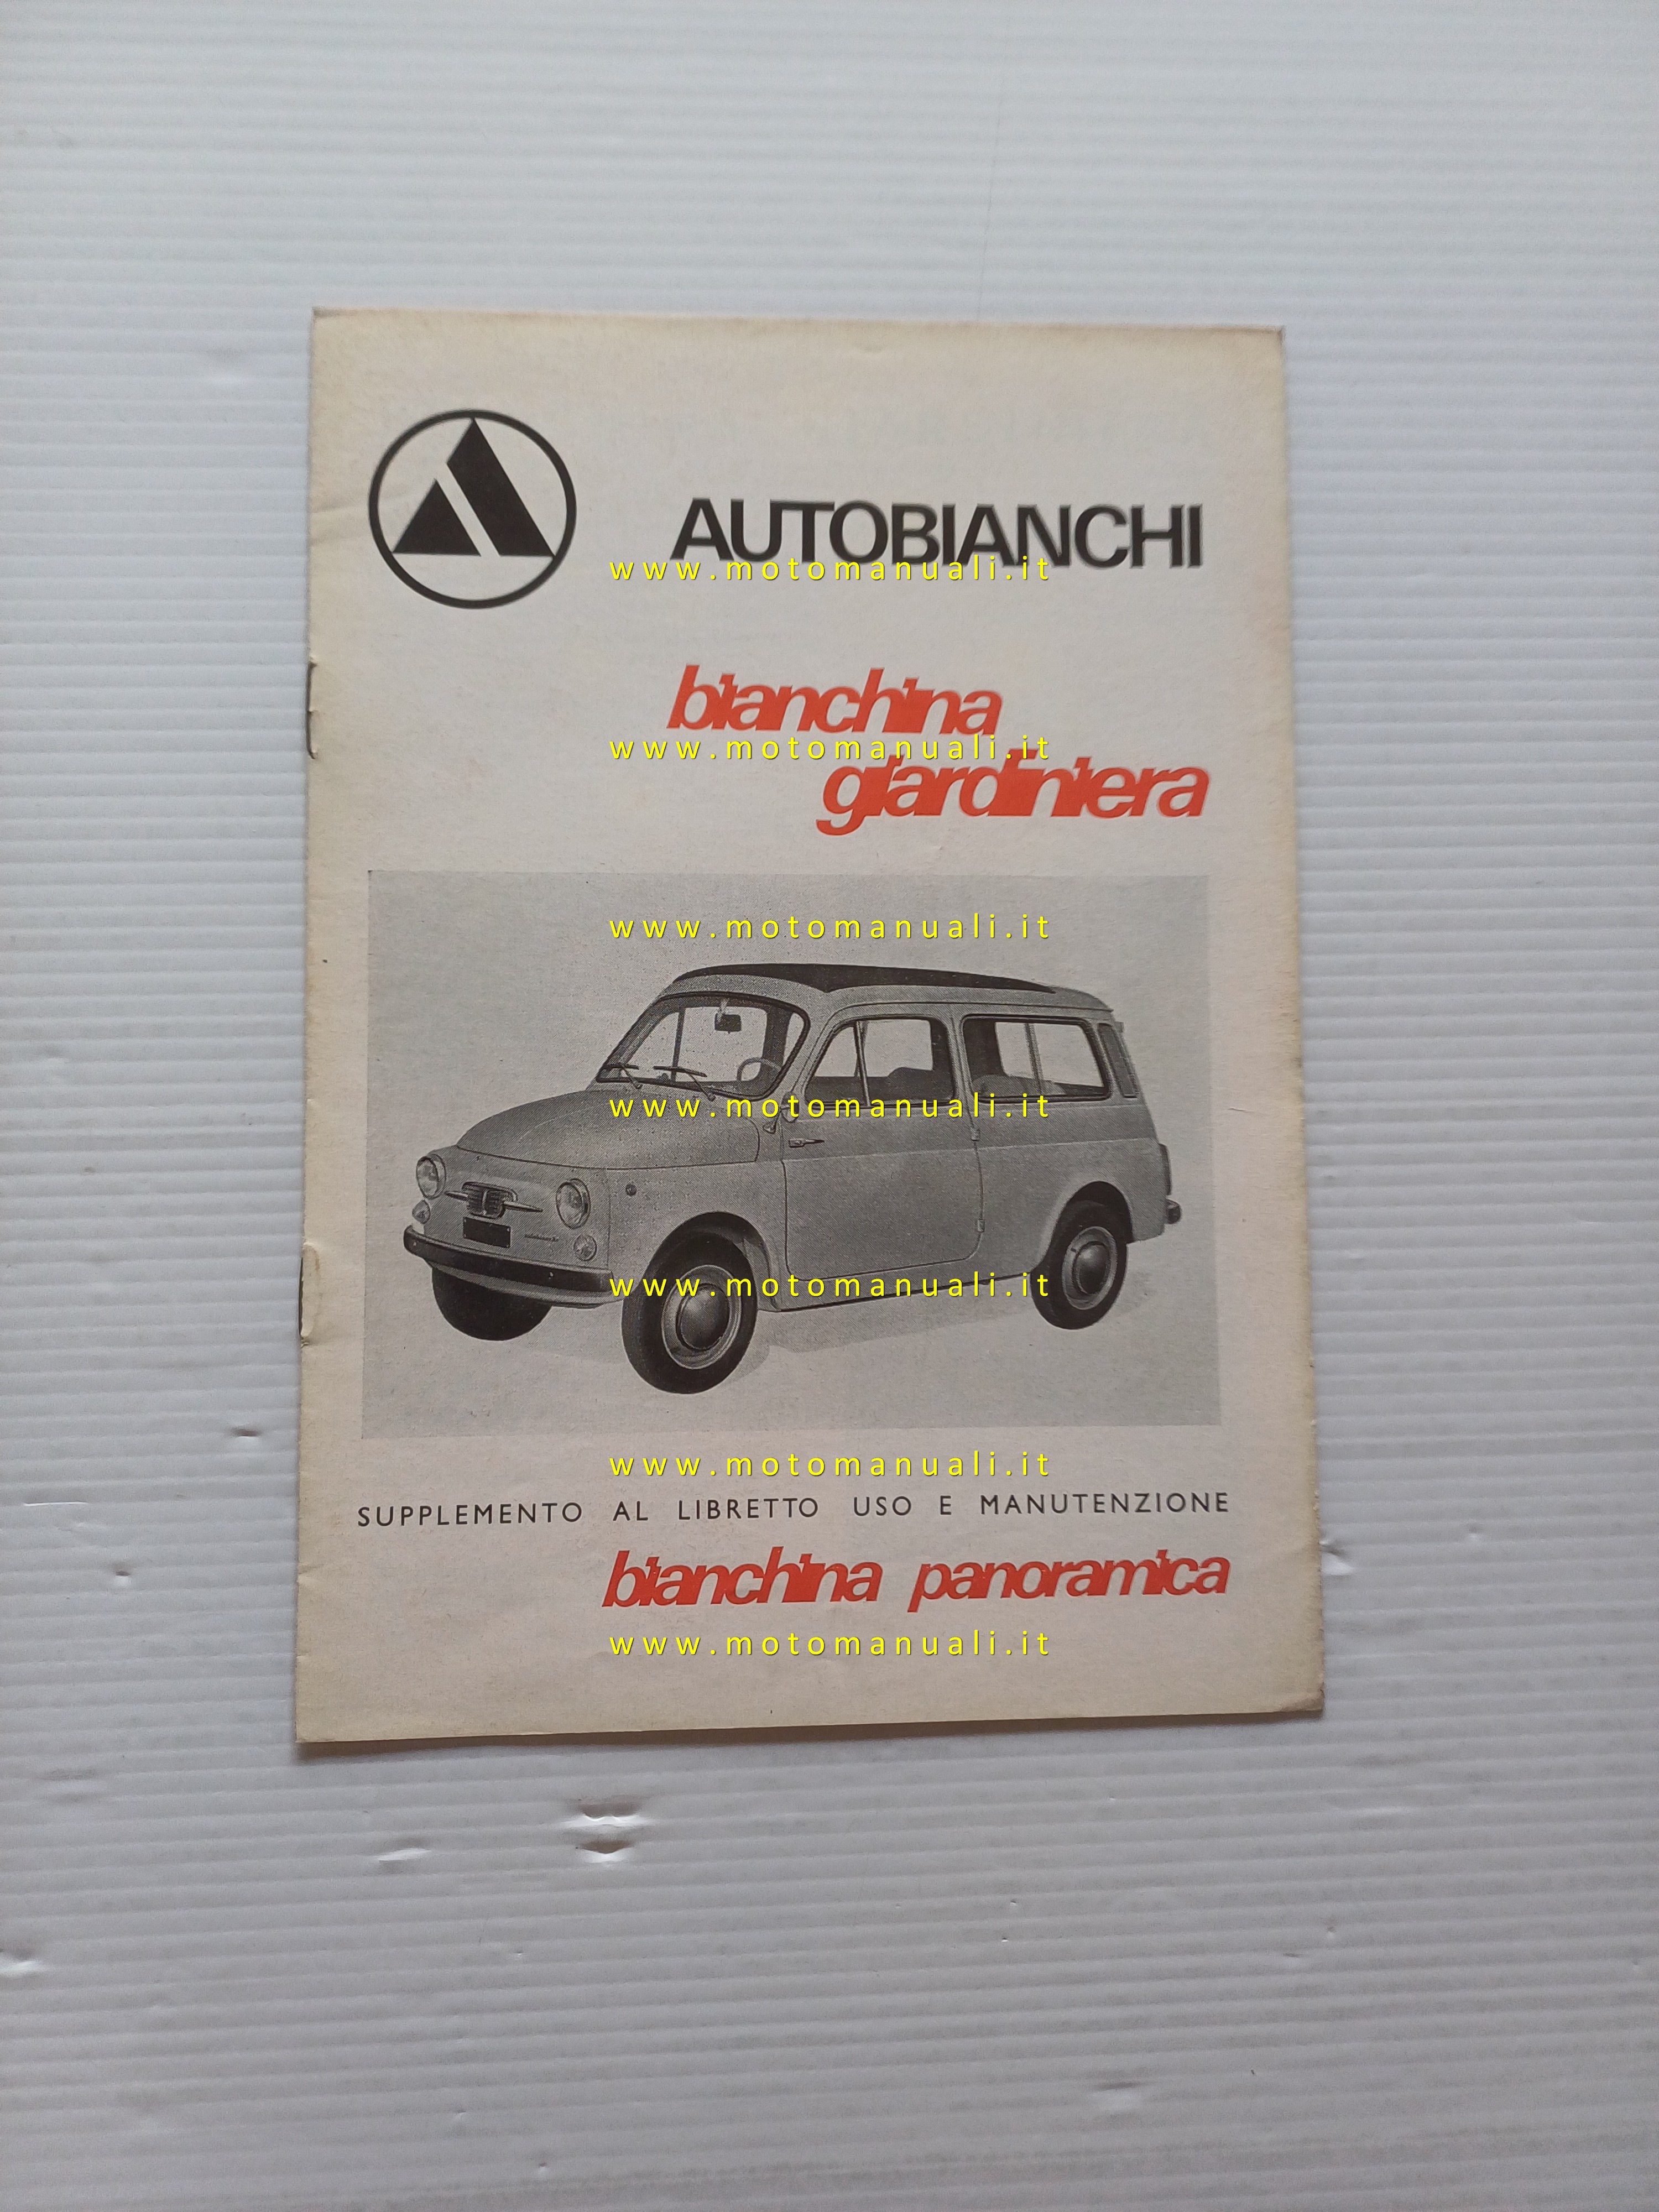 AUTOBIANCHI
www.motomanuali.it
bianchina
www.motomanuali.it
giardiniera
www.motomanuali.it
www.motomanuali.it
www.motomanuali.it
www.motomanuali.it
SUPPLEMENTO AL LIBRETTO USO E MANUTENZIONE
bianchina panoramica
www.motomanuali.it